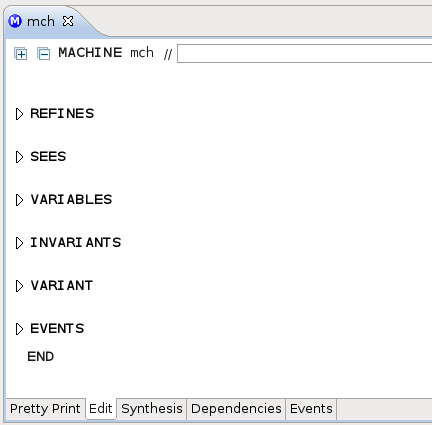 M mch
MACHINE mch //
REFINES
SEES
VARIABLES
INVARIANTS
VARIANT
EVENTS
END
Pretty Print Edit Synthesis Dependencies Events